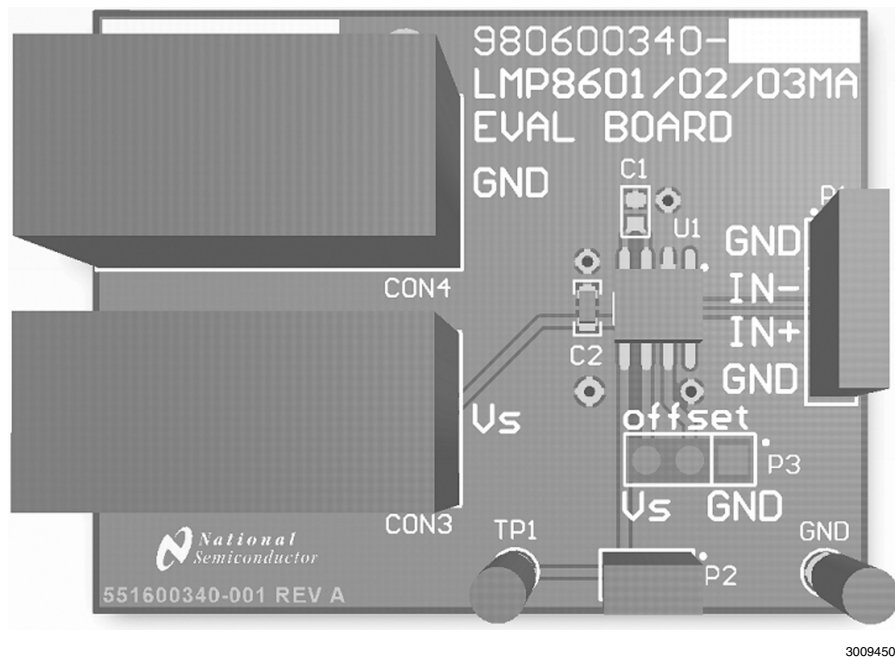 980600340-
LMP8601/02/03MA
EVAL BOARD
GND
C1
U1
GND
IN-
IN+
GND
CON4
C2
Vs
offset
P3
Vs GND
CON3
TP1
GND
P2
National
Semiconductor
551600340-001 REV A
3009450